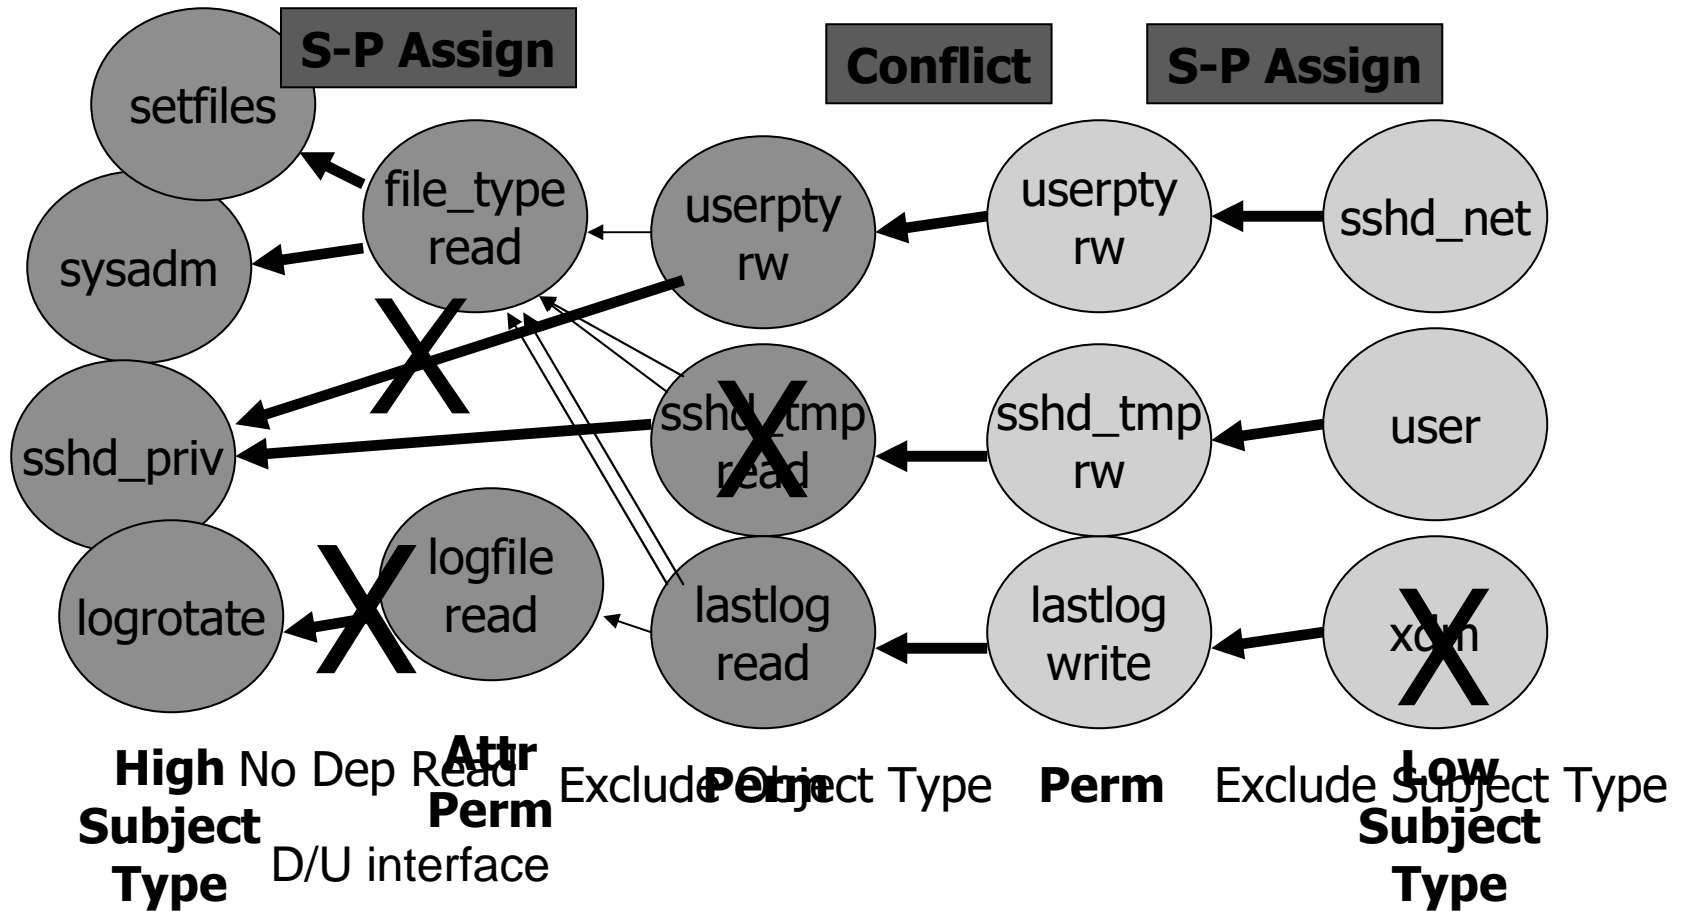 S-P Assign
Conflict
S-P Assign
setfiles
file_type
read
userpty
rw
userpty
rw
sshd_net
sysadm
sshd_priv
sshd_tmp
read
sshd_tmp
rw
user
logrotate
logfile
read
lastlog
read
lastlog
write
xdm
X
X
X
X
High
Subject
Type
No Dep Read
D/U interface
Attr
Perm
Exclude Object Type
Perm
Perm
Exclude Subject Type
Low
Subject
Type